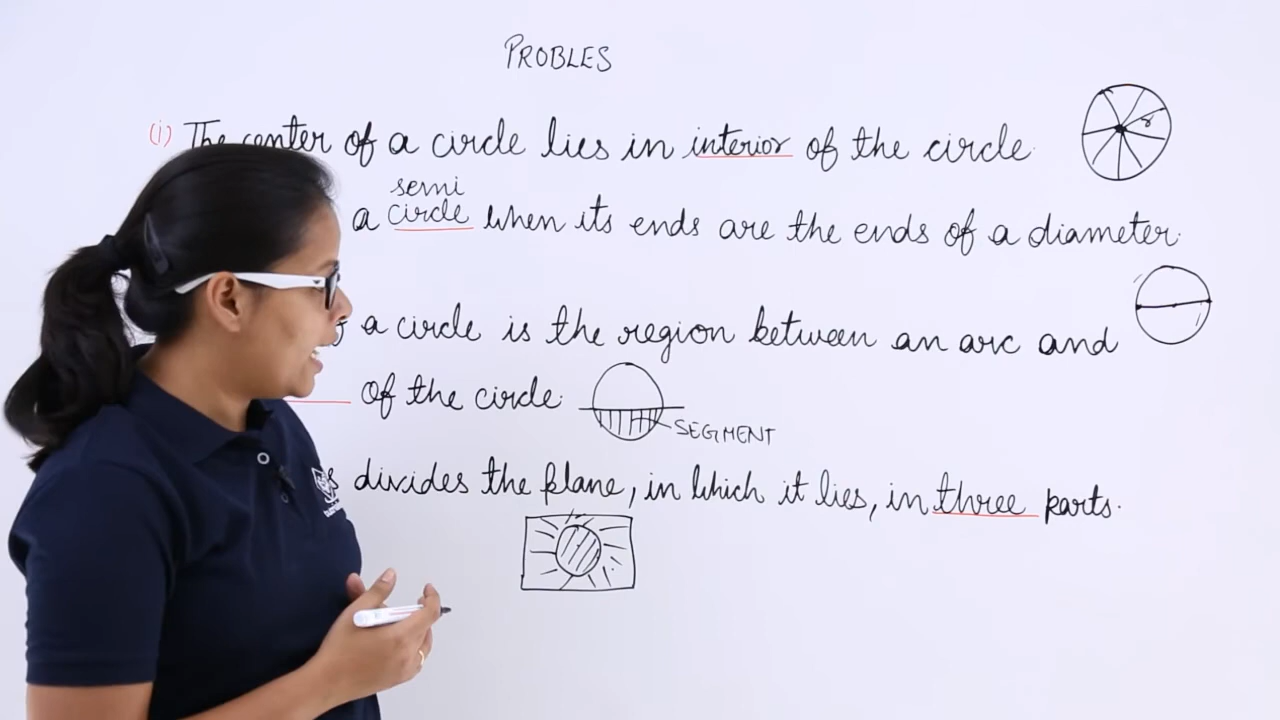 PROBLES
(i) The center of a circle lies in interior of the circle r
semi
a circle when its ends are the ends of a diameter.
a circle is the region between an arc and
of the circle.
SEGMENT
divides the plane, in which it lies, in three parts.